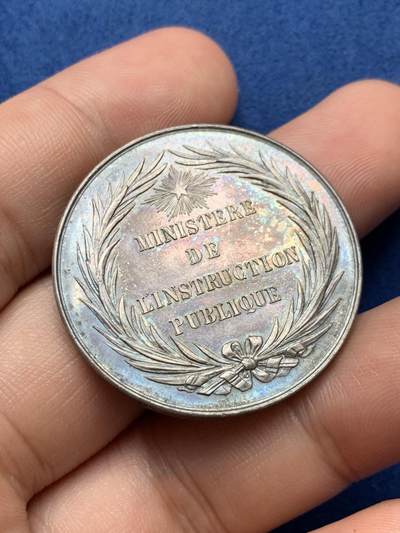 MINISTERE
DE
L'INSTRUCTION
PUBLIQUE